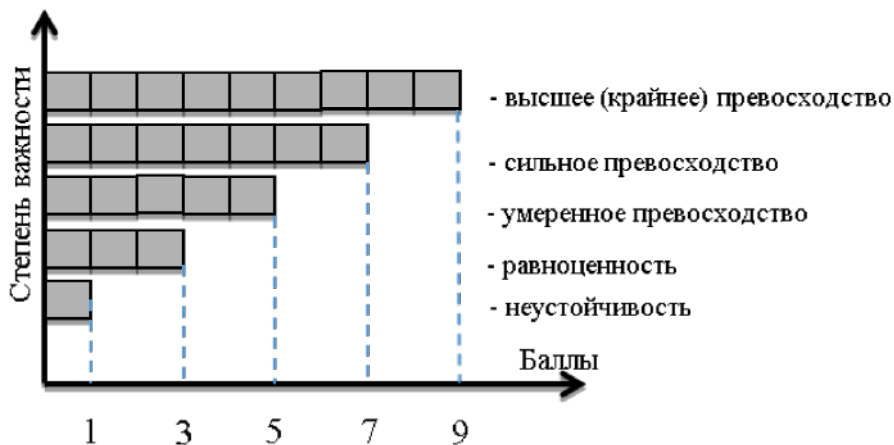 Степень важности
- высшее (крайнее) превосходство
- сильное превосходство
- умеренное превосходство
- равноценность
- неустойчивость
Баллы
1 3 5 7 9